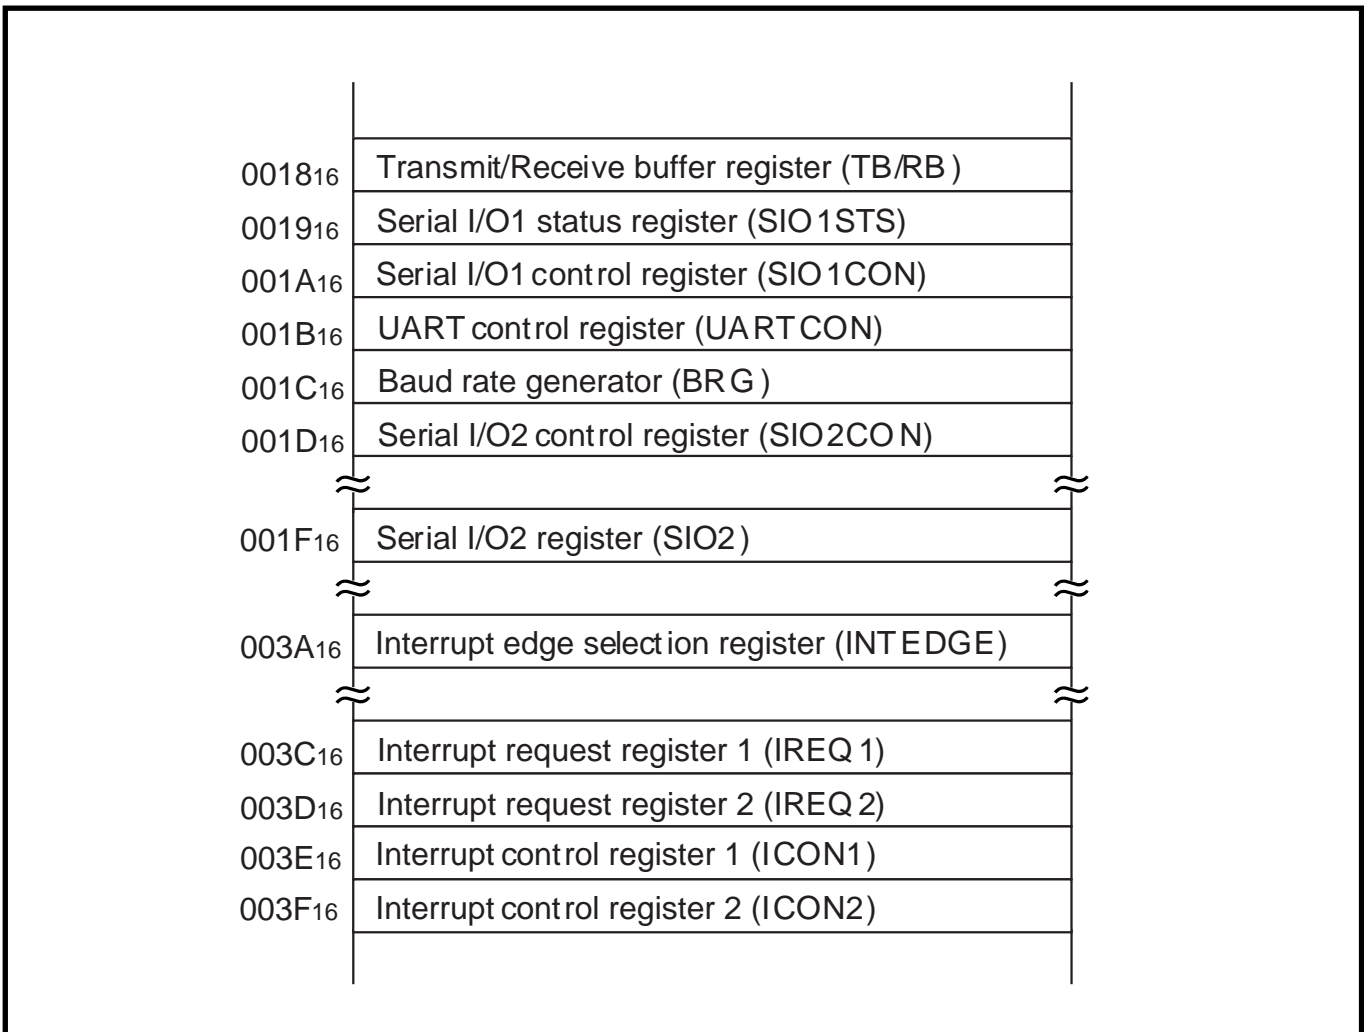 001816 Transmit/Receive buffer register (TB/RB)
001916 Serial I/O1 status register (SIO1STS)
001A16 Serial I/O1 control register (SIO1CON)
001B16 UART control register (UARTCON)
001C16 Baud rate generator (BRG)
001D16 Serial I/O2 control register (SIO2CON)
001F16 Serial I/O2 register (SIO2)
003A16 Interrupt edge selection register (INTEDGE)
003C16 Interrupt request register 1 (IREQ1)
003D16 Interrupt request register 2 (IREQ2)
003E16 Interrupt control register 1 (ICON1)
003F16 Interrupt control register 2 (ICON2)